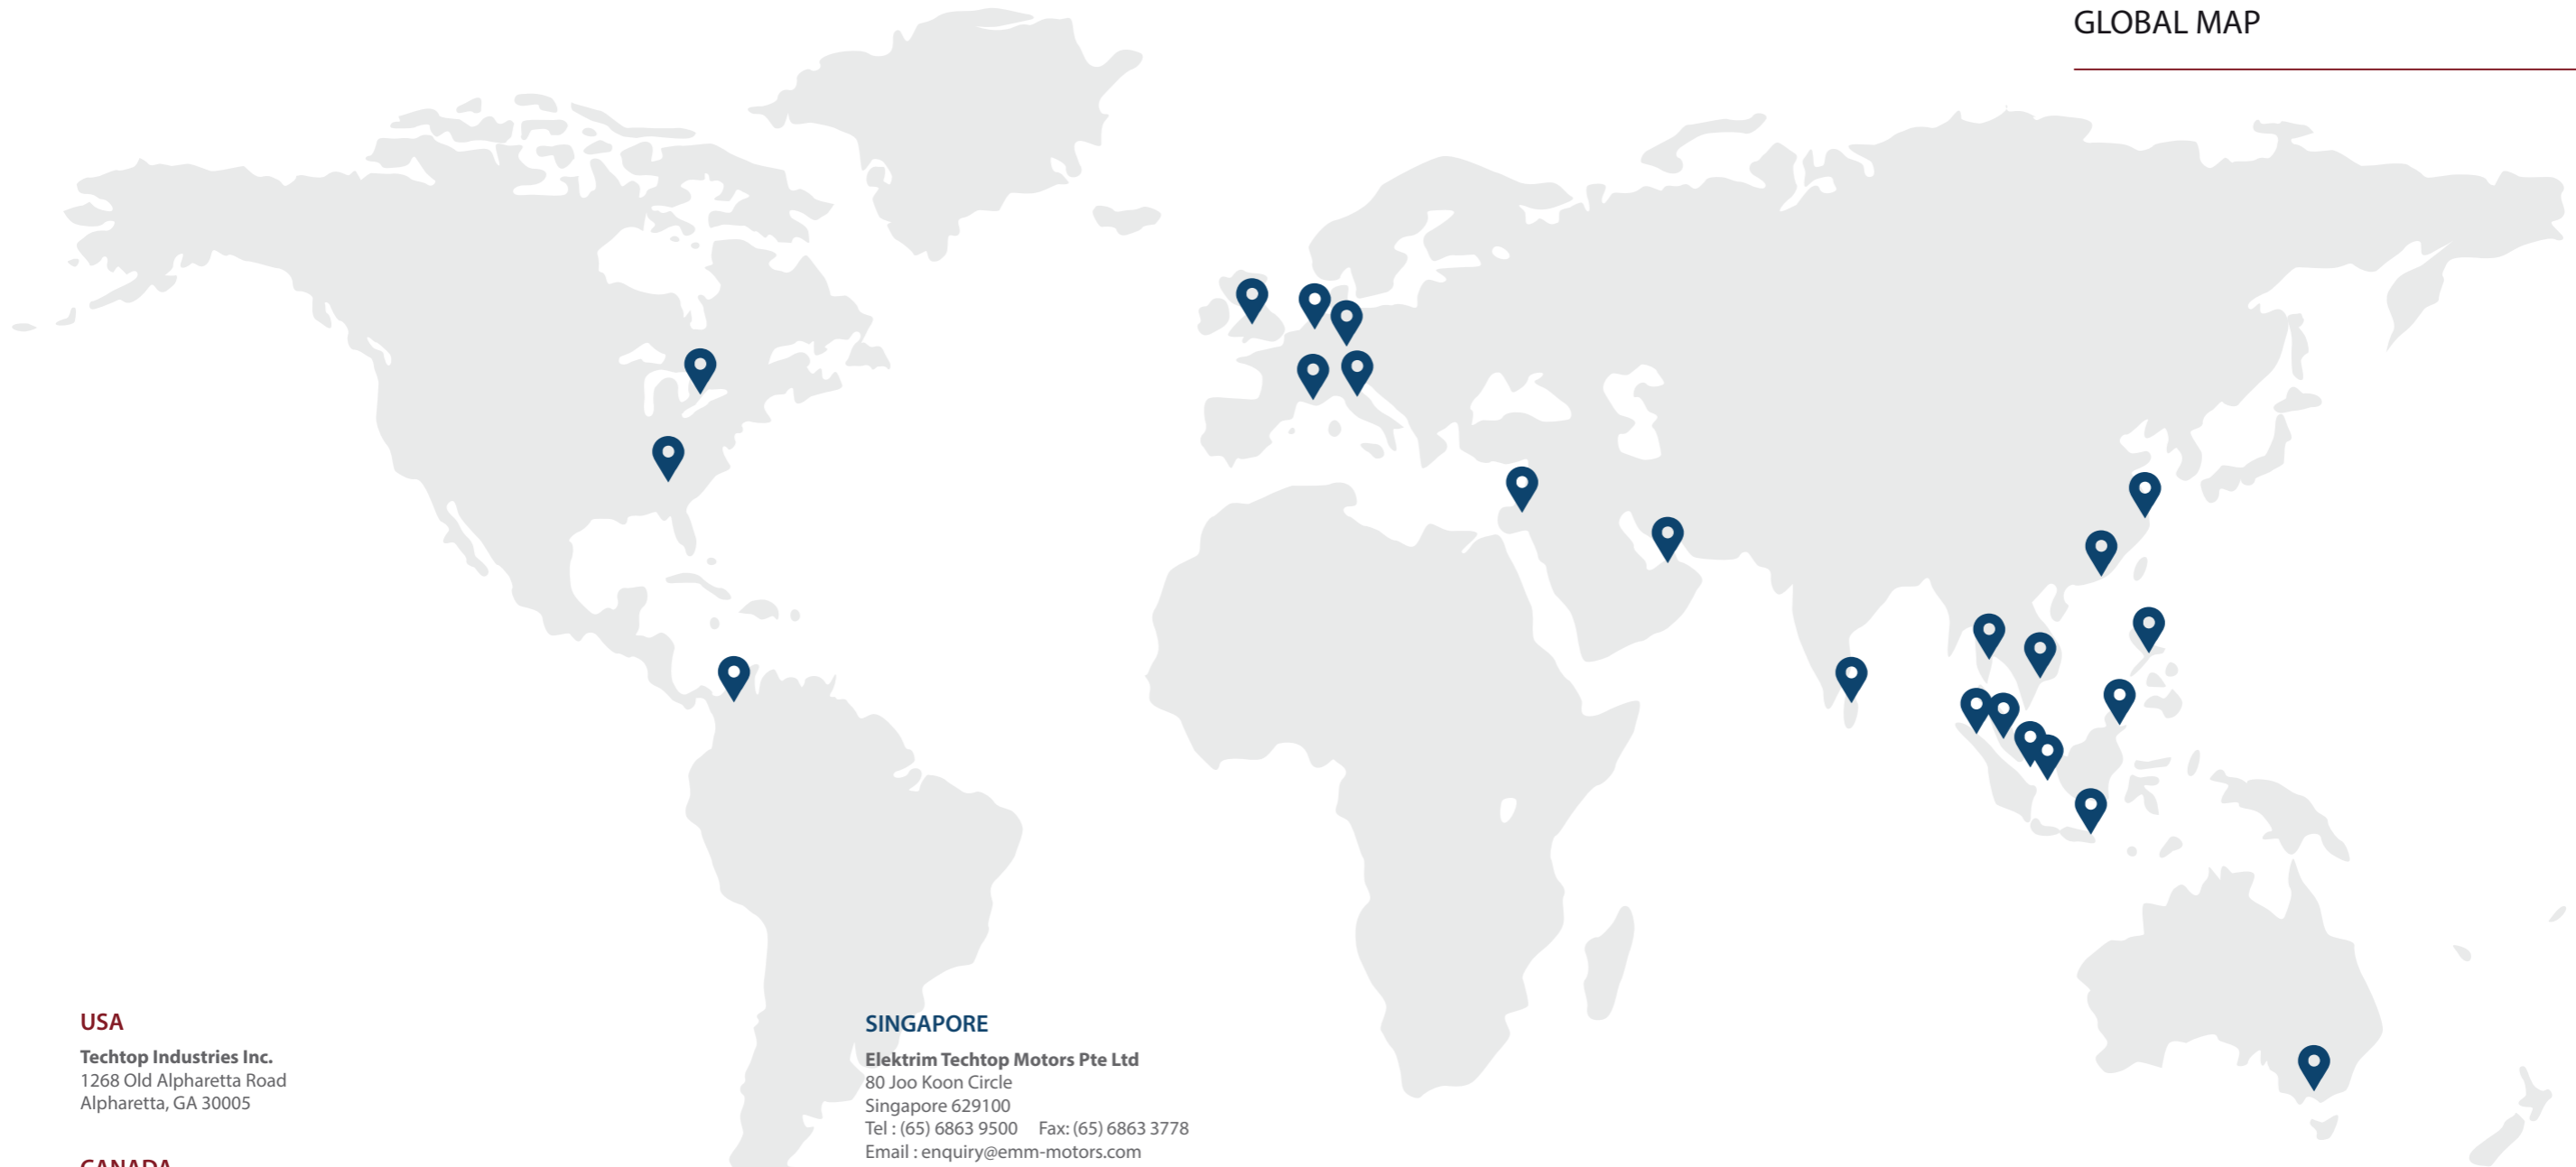 GLOBAL MAP
USA
Techtop Industries Inc.
1268 Old Alpharetta Road
Alpharetta, GA 30005
CANADA
SINGAPORE
Elektrim Techtop Motors Pte Ltd
80 Joo Koon Circle
Singapore 629100
Tel : (65) 6863 9500 Fax: (65) 6863 3778
Email : enquiry@emm-motors.com